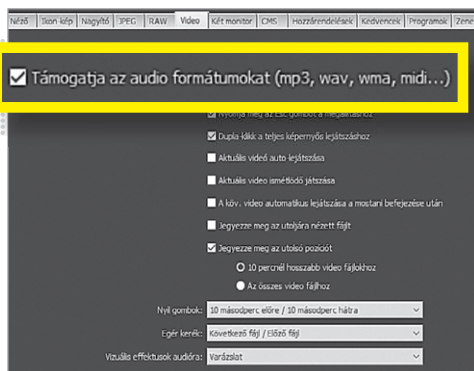 Néző Ikon-kép Nagyító JPEG RAW Video Két monitor CMS Hozzárendelések Kedvencek Programok Zene
Támogatja az audio formátumokat (mp3, wav, wma, midi...)
Nyomja meg az Esc gombot a megállításhoz
Dupla-klikk a teljes képernyős lejátszáshoz
Aktuális videó auto-lejátszása
Aktuális video ismétlődő játszása
A köv. video automatikus lejátszása a mostani befejezése után
Jegyezze meg az utoljára nézett fájlt
Jegyezze meg az utolsó pozíciót
10 percnél hosszabb video fájlokhoz
Az összes video fájlhoz
Nyíl gombok: 10 másodperc előre / 10 másodperc hátra
Egér kerék: Következő fájl / Előző fájl
Vizuális effektusok audióra: Varázslat